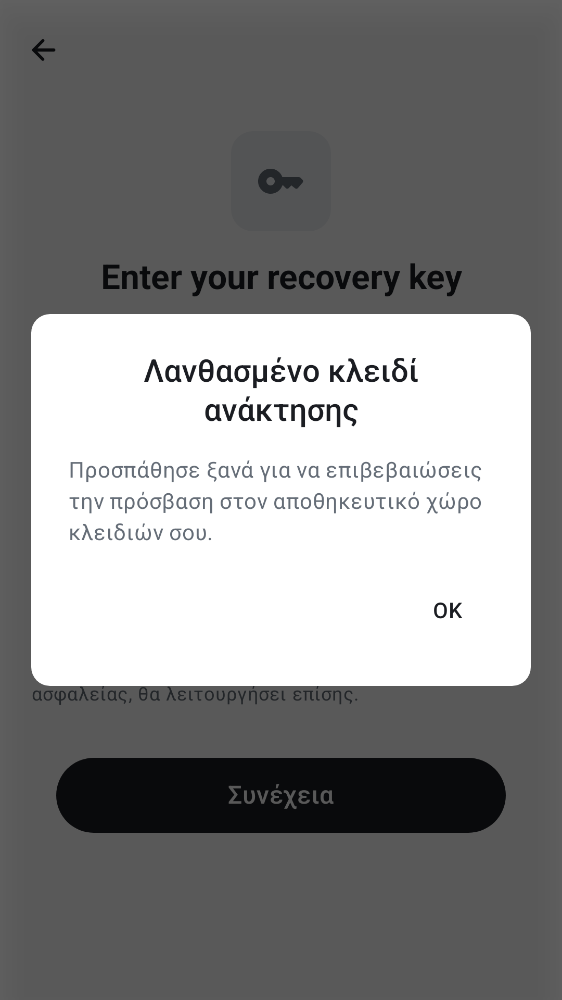 Enter your recovery key
Λανθασμένο κλειδί
ανάκτησης
Προσπάθησε ξανά για να επιβεβαιώσεις
την πρόσβαση στον αποθηκευτικό χώρο
κλειδιών σου.
OK
ασφαλείας, θα λειτουργήσει επίσης.
Συνέχεια